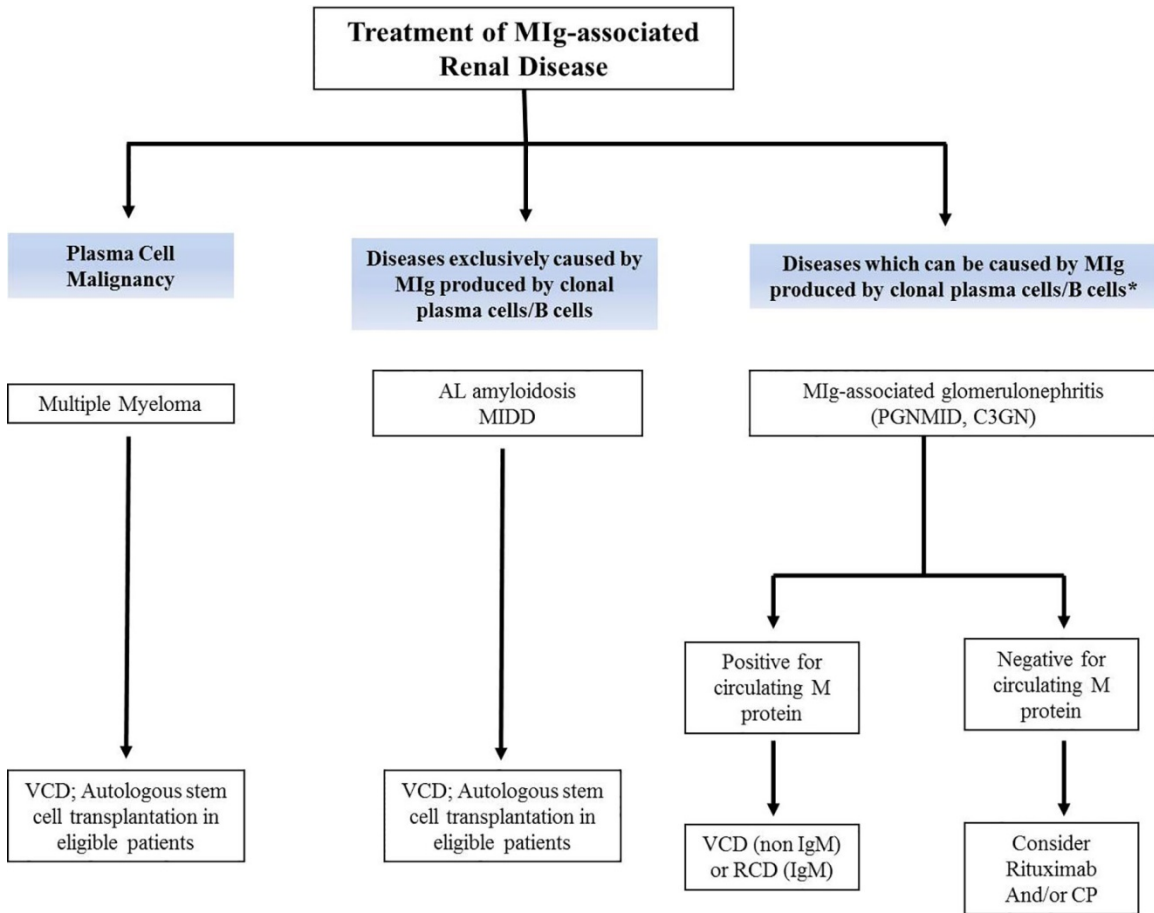 Treatment of MIg-associated
Renal Disease
Plasma Cell
Malignancy
Diseases exclusively caused by
MIg produced by clonal
plasma cells/B cells
Diseases which can be caused by MIg
produced by clonal plasma cells/B cells*
Multiple Myeloma
AL amyloidosis
MIDD
MIg-associated glomerulonephritis
(PGNMID, C3GN)
Positive for
circulating M
protein
Negative for
circulating M
protein
VCD; Autologous stem
cell transplantation in
eligible patients
VCD; Autologous stem
cell transplantation in
eligible patients
VCD (non IgM)
or RCD (IgM)
Consider
Rituximab
And/or CP